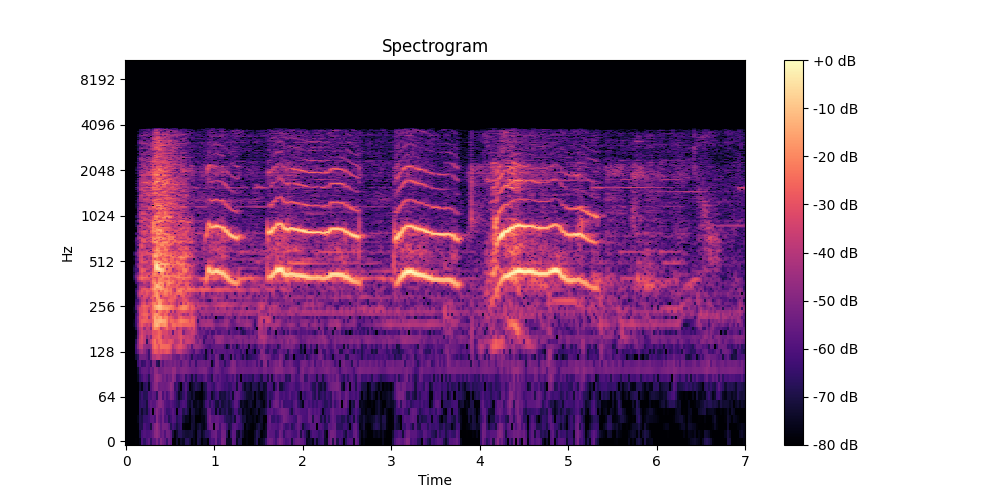 Spectrogram
Hz
8192
4096
2048
1024
512
256
128
64
0
0 1 2 3 4 5 6 7
Time
+0 dB
-10 dB
-20 dB
-30 dB
-40 dB
-50 dB
-60 dB
-70 dB
-80 dB